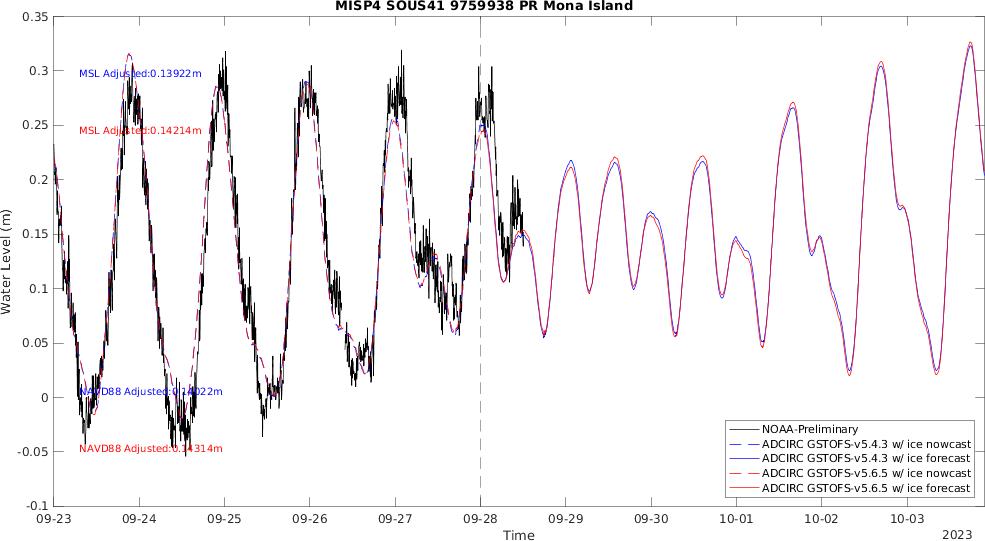 MISP4 SOUS41 9759938 PR Mona Island
0.35
0.3
0.25
0.2
0.15
0.1
0.05
0
-0.05
-0.1
Water Level (m)
MSL Adjusted:0.13922m
MSL Adjusted:0.14214m
NAVD88 Adjusted:0.14022m
NAVD88 Adjusted:0.14314m
NOAA-Preliminary
ADCIRC GSTOFS-v5.4.3 w/ ice nowcast
ADCIRC GSTOFS-v5.4.3 w/ ice forecast
ADCIRC GSTOFS-v5.6.5 w/ ice nowcast
ADCIRC GSTOFS-v5.6.5 w/ ice forecast
09-23 09-24 09-25 09-26 09-27 09-28 09-29 09-30 10-01 10-02 10-03
Time
2023